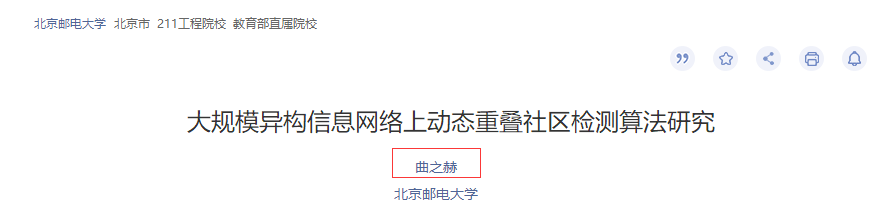 北京邮电大学 北京市 211工程院校 教育部直属院校
大规模异构信息网络上动态重叠社区检测算法研究
曲之赫
北京邮电大学